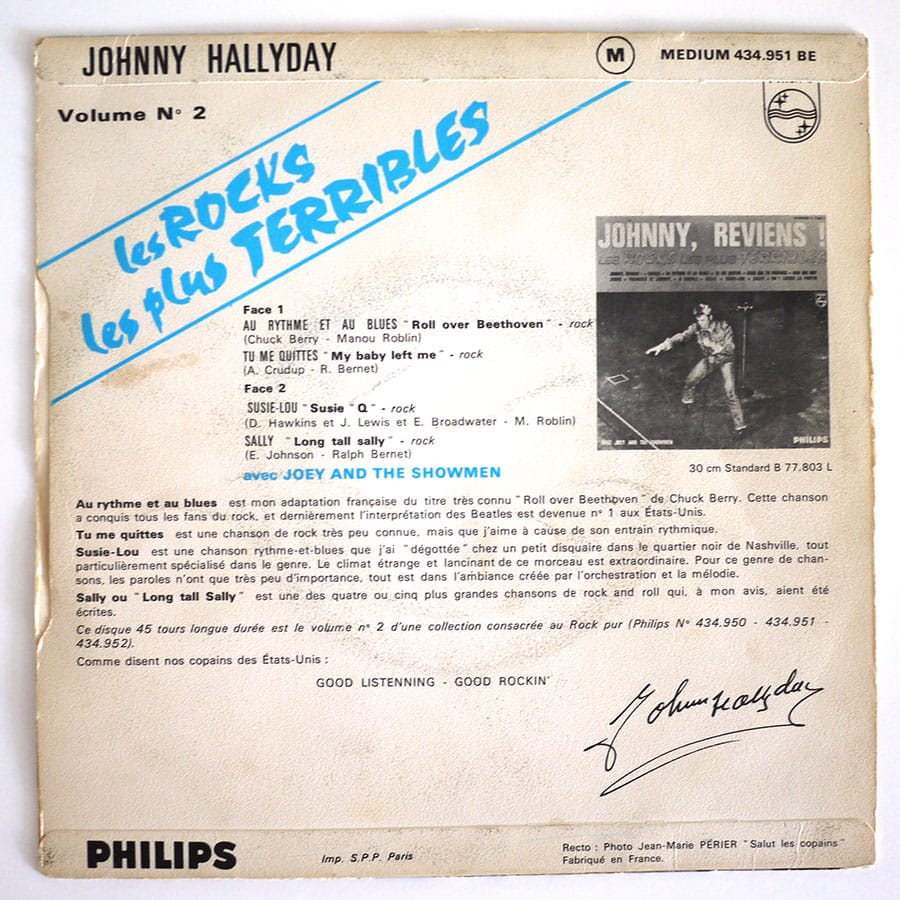 JOHNNY HALLYDAY
M
MEDIUM 434.951 BE
Volume N° 2
les ROCKS
les plus TERRIBLES
JOHNNY, REVIENS !
LES ROCKS LES PLUS TERRIBLES
PHILIPS
30 cm Standard B 77.803 L
Face 1
AU RYTHME ET AU BLUES "Roll over Beethoven" - rock
(Chuck Berry - Manou Roblin)
TU ME QUITTES "My baby left me" - rock
(A. Crudup - R. Bernet)
Face 2
SUSIE-LOU "Susie "Q" - rock
(D. Hawkins et J. Lewis et E. Broadwater - M. Roblin)
SALLY "Long tall sally" - rock
(E. Johnson - Ralph Bernet)
avec JOEY AND THE SHOWMEN
Au rythme et au blues est mon adaptation française du titre très connu "Roll over Beethoven" de Chuck Berry. Cette chanson
a conquis tous les fans du rock, et dernièrement l'interprétation des Beatles est devenue n° 1 aux États-Unis.
Tu me quittes est une chanson de rock très peu connue, mais que j'aime à cause de son entrain rythmique.
Susie-Lou est une chanson rythme-et-blues que j'ai "dégottée" chez un petit disquaire dans le quartier noir de Nashville, tout
particulièrement spécialisé dans le genre. Le climat étrange et lancinant de ce morceau est extraordinaire. Pour ce genre de chan-
sons, les paroles n'ont que très peu d'importance, tout est dans l'ambiance créée par l'orchestration et la mélodie.
Sally ou "Long tall Sally" est une des quatre ou cinq plus grandes chansons de rock and roll qui, à mon avis, aient été
écrites.
Ce disque 45 tours longue durée est le volume n° 2 d'une collection consacrée au Rock pur (Philips N° 434.950 - 434.951 -
434.952).
Comme disent nos copains des États-Unis :
GOOD LISTENNING - GOOD ROCKIN'
Johnny Hallyday
PHILIPS
Imp. S.P.P. Paris
Recto : Photo Jean-Marie PÉRIER "Salut les copains"
Fabriqué en France.